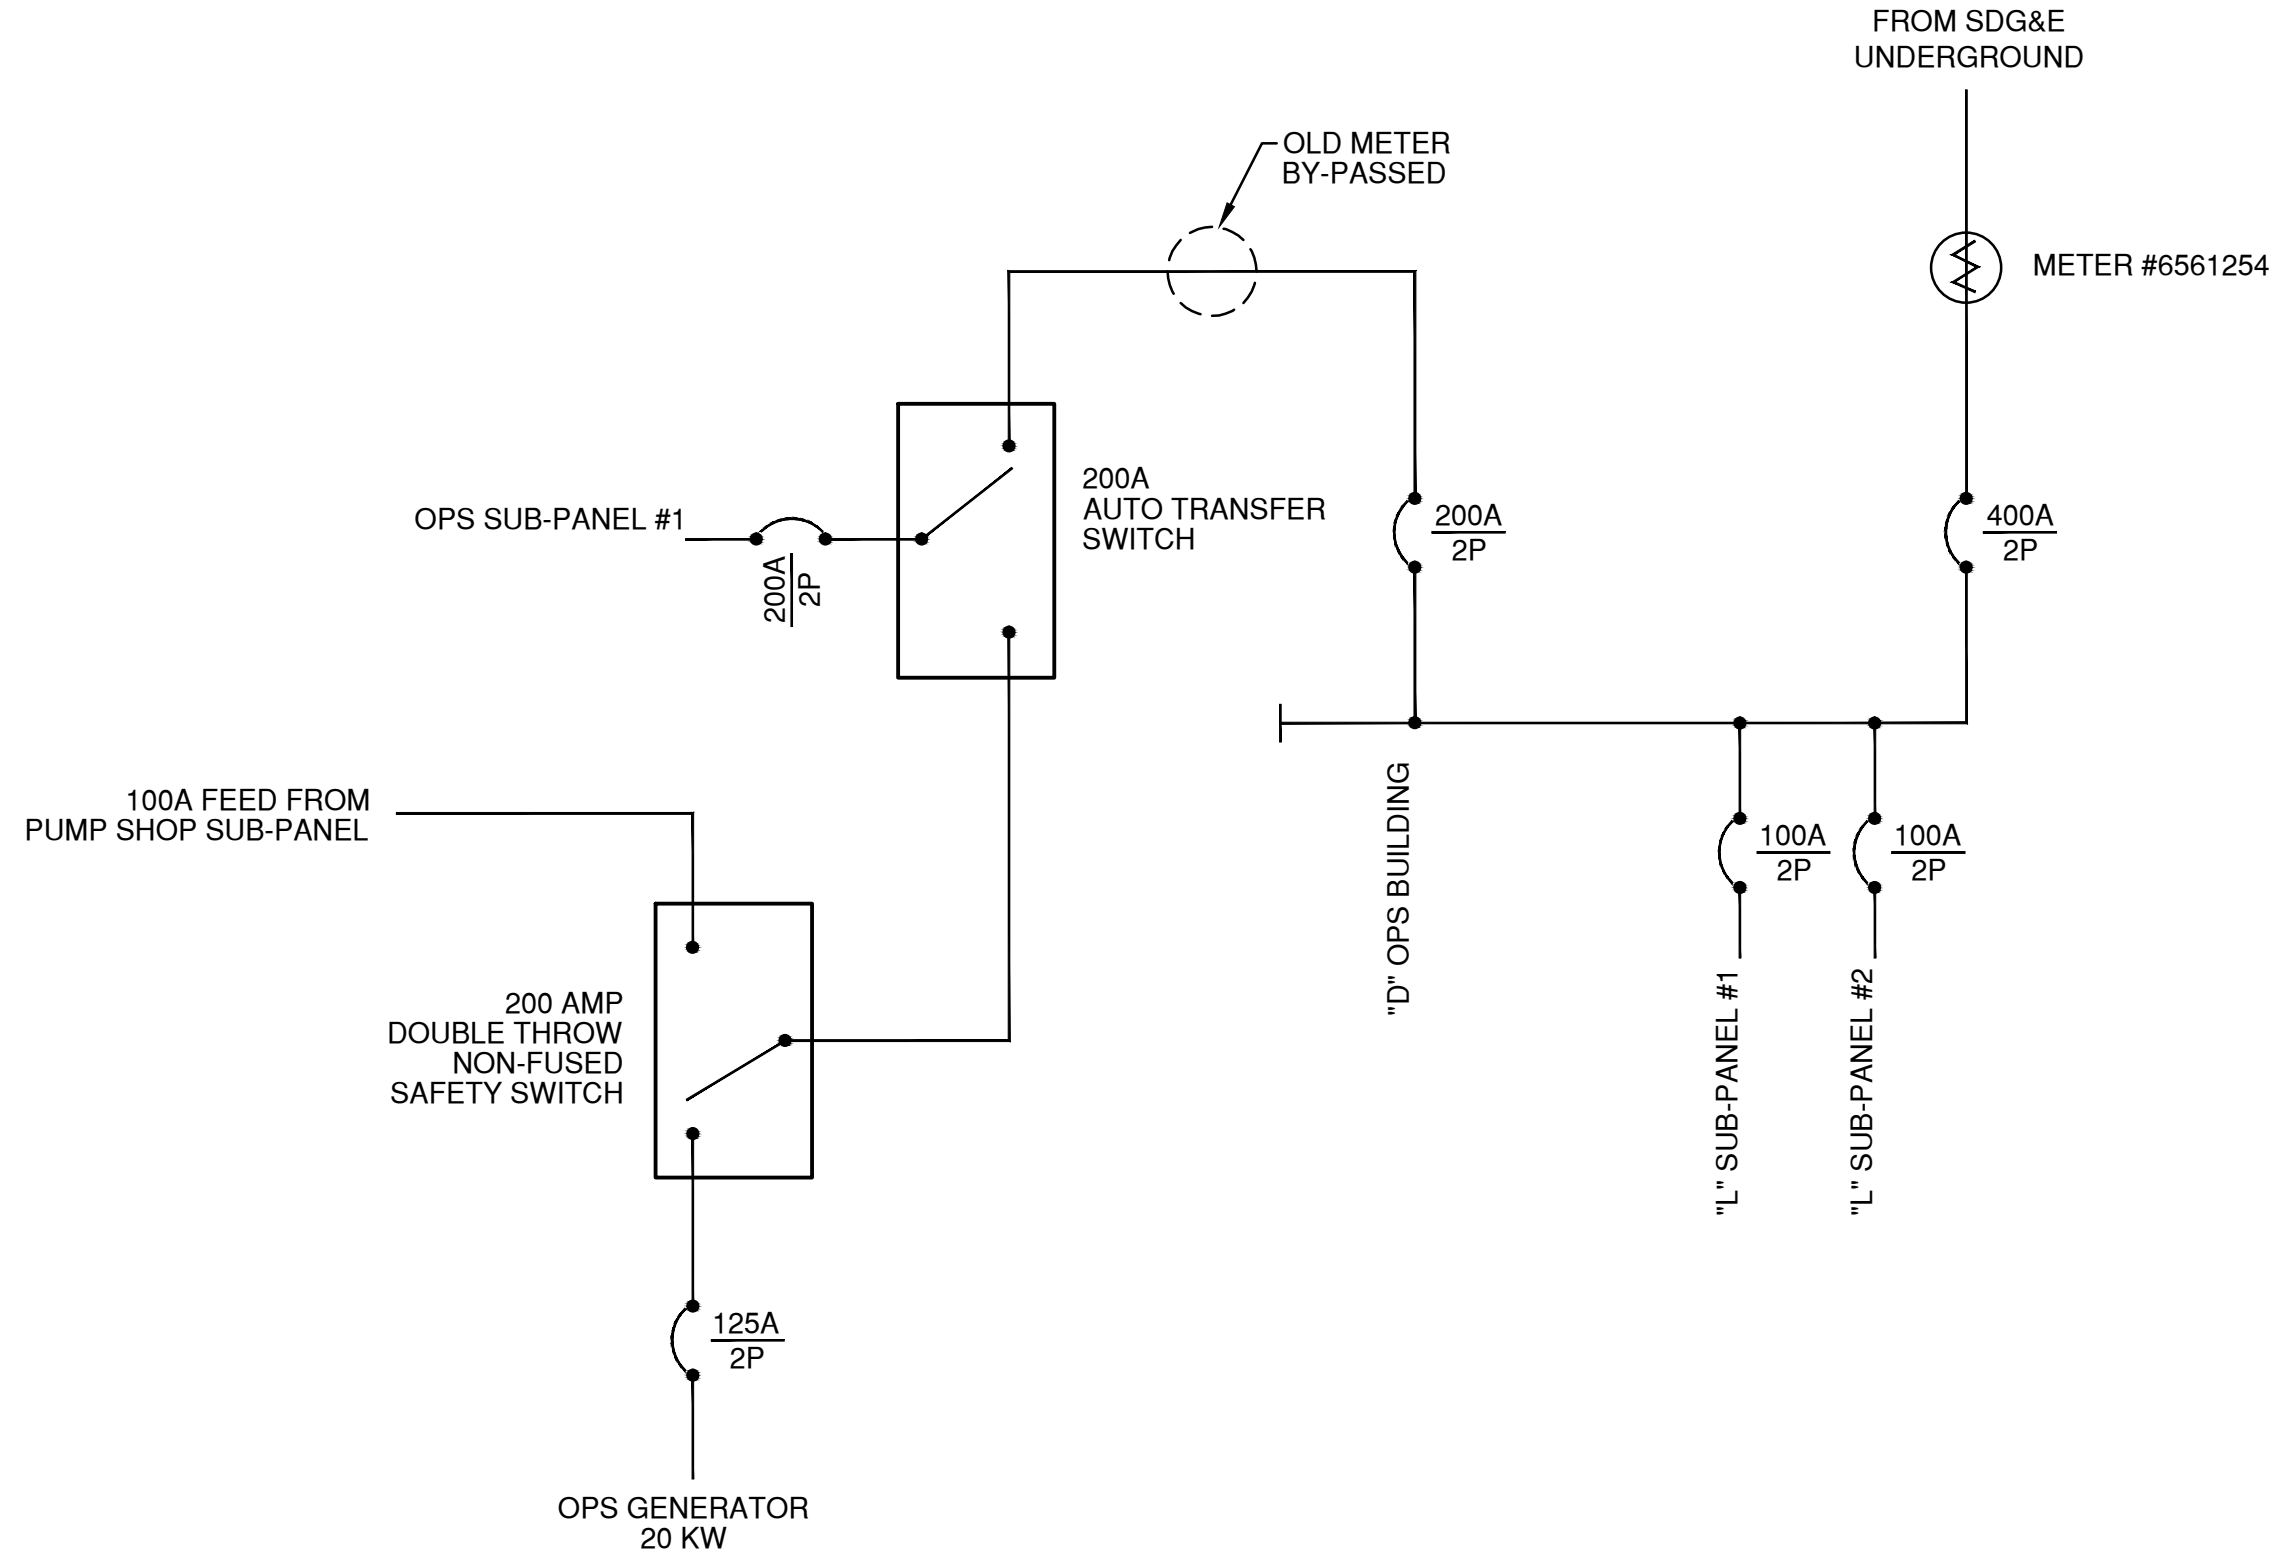 FROM SDG&E
UNDERGROUND
OLD METER
BY-PASSED
METER #6561254
200A
AUTO TRANSFER
SWITCH
OPS SUB-PANEL #1
200A
2P
200A
2P
400A
2P
100A FEED FROM
PUMP SHOP SUB-PANEL
"D" OPS BUILDING
100A
2P
100A
2P
200 AMP
DOUBLE THROW
NON-FUSED
SAFETY SWITCH
"L" SUB-PANEL #1
"L" SUB-PANEL #2
125A
2P
OPS GENERATOR
20 KW